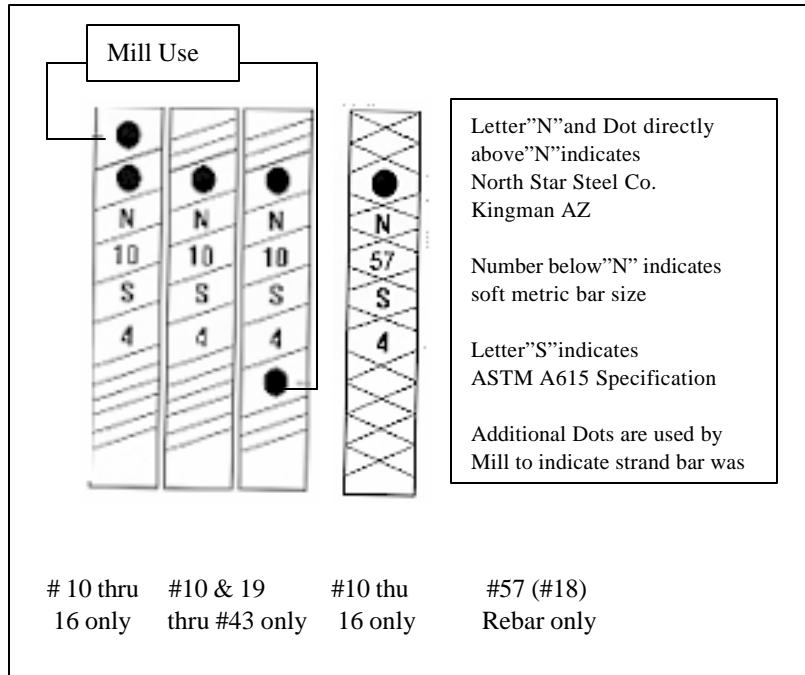 Mill Use
N
10
S
4
N
10
S
4
N
10
S
4
N
57
S
4
Letter”N”and Dot directly
above”N”indicates
North Star Steel Co.
Kingman AZ
Number below”N” indicates
soft metric bar size
Letter”S”indicates
ASTM A615 Specification
Additional Dots are used by
Mill to indicate strand bar was
# 10 thru
16 only
#10 & 19
thru #43 only
#10 thu
16 only
#57 (#18)
Rebar only